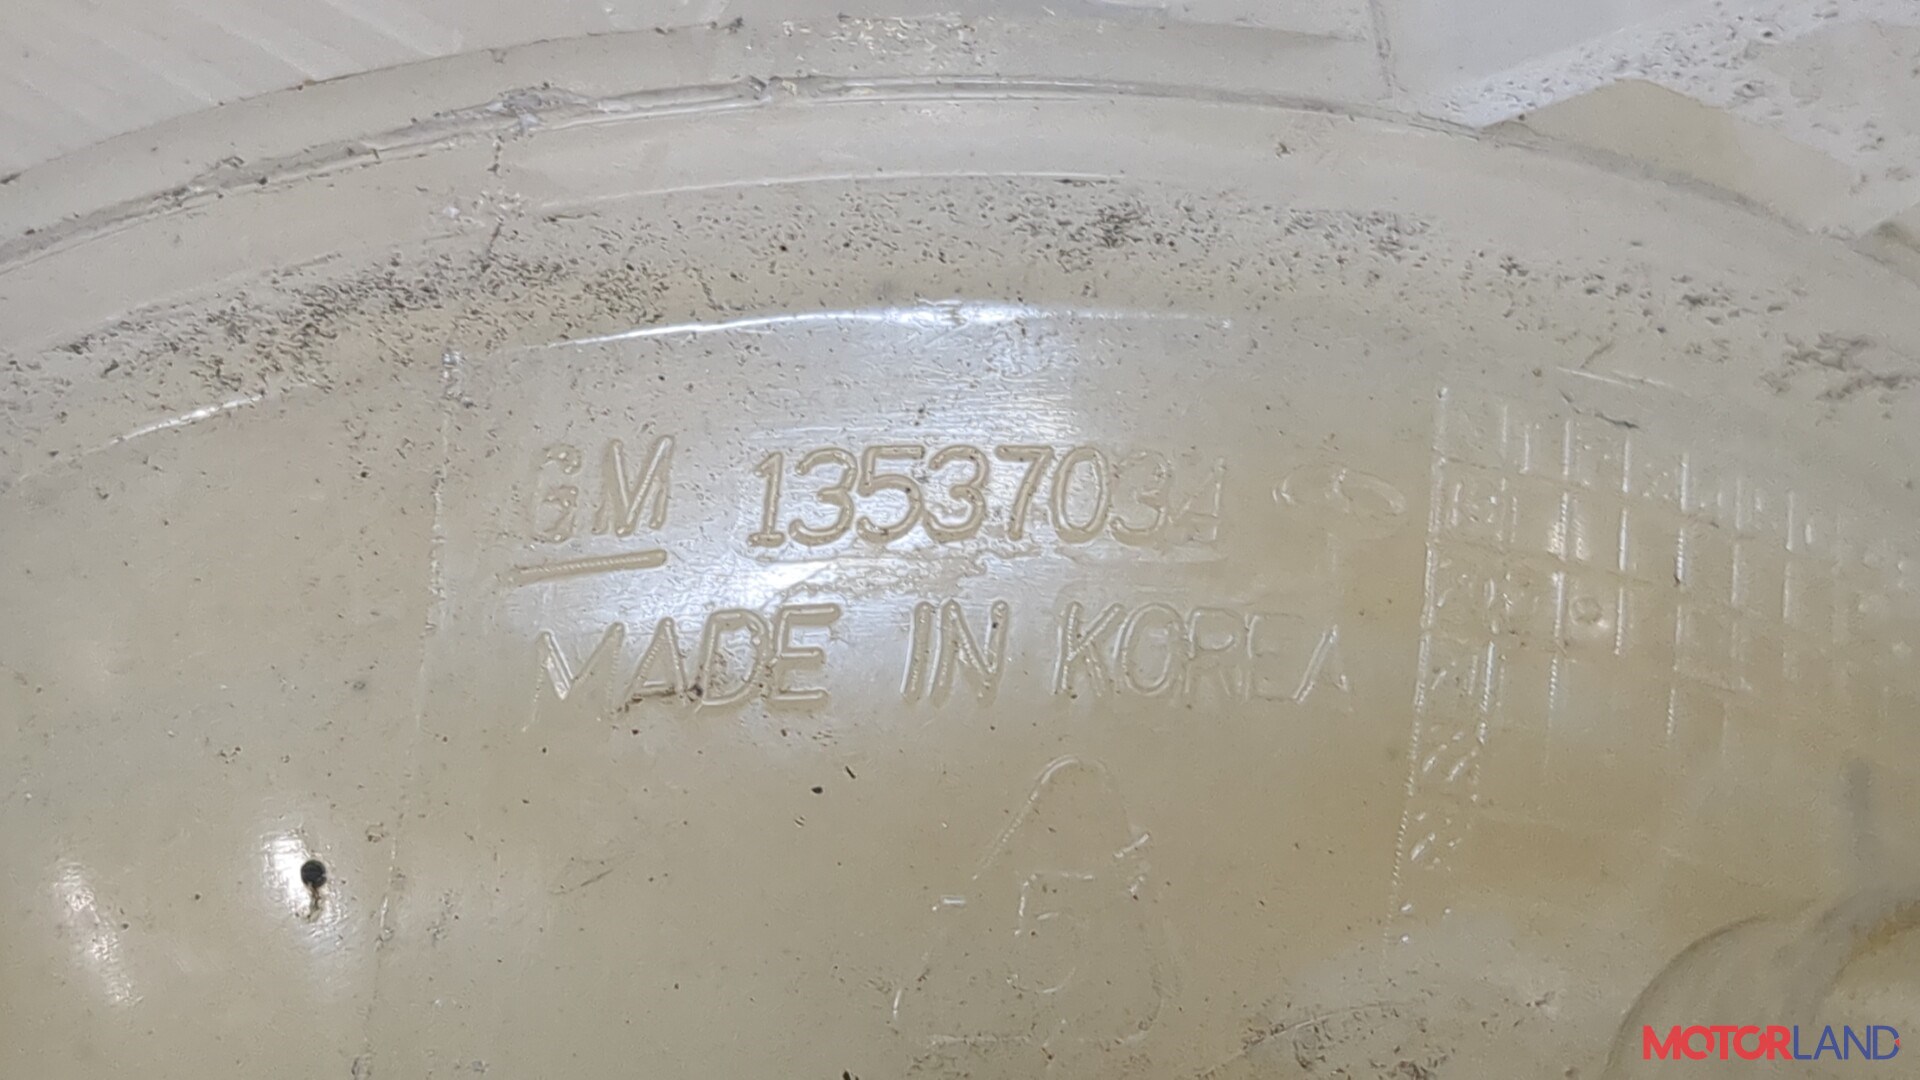 GM 13537034
MADE IN KOREA
MOTORLAND